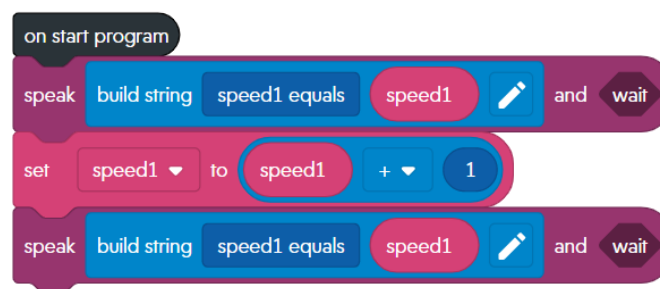 on start program
speak build string speed1 equals speed1 and wait
set speed1 to speed1 + 1
speak build string speed1 equals speed1 and wait